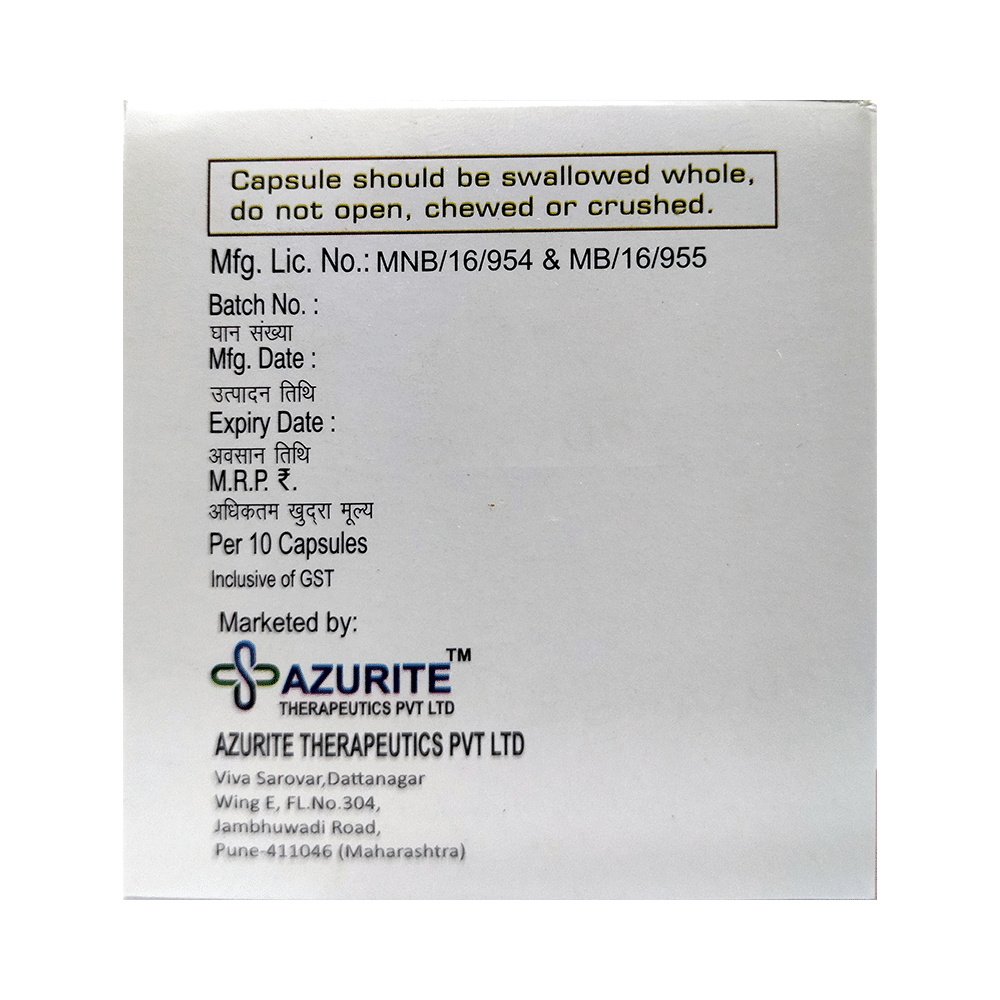 Capsule should be swallowed whole,
do not open, chewed or crushed.
Mfg. Lic. No.: MNB/16/954 & MB/16/955
Batch No. :
घान संख्या
Mfg. Date :
उत्पादन तिथि
Expiry Date :
अवसान तिथि
M.R.P. ₹.
अधिकतम खुद्रा मूल्य
Per 10 Capsules
Inclusive of GST
Marketed by:
AZURITE TM
THERAPEUTICS PVT LTD
AZURITE THERAPEUTICS PVT LTD
Viva Sarovar,Dattanagar
Wing E, FL.No.304,
Jambhuwadi Road,
Pune-411046 (Maharashtra)